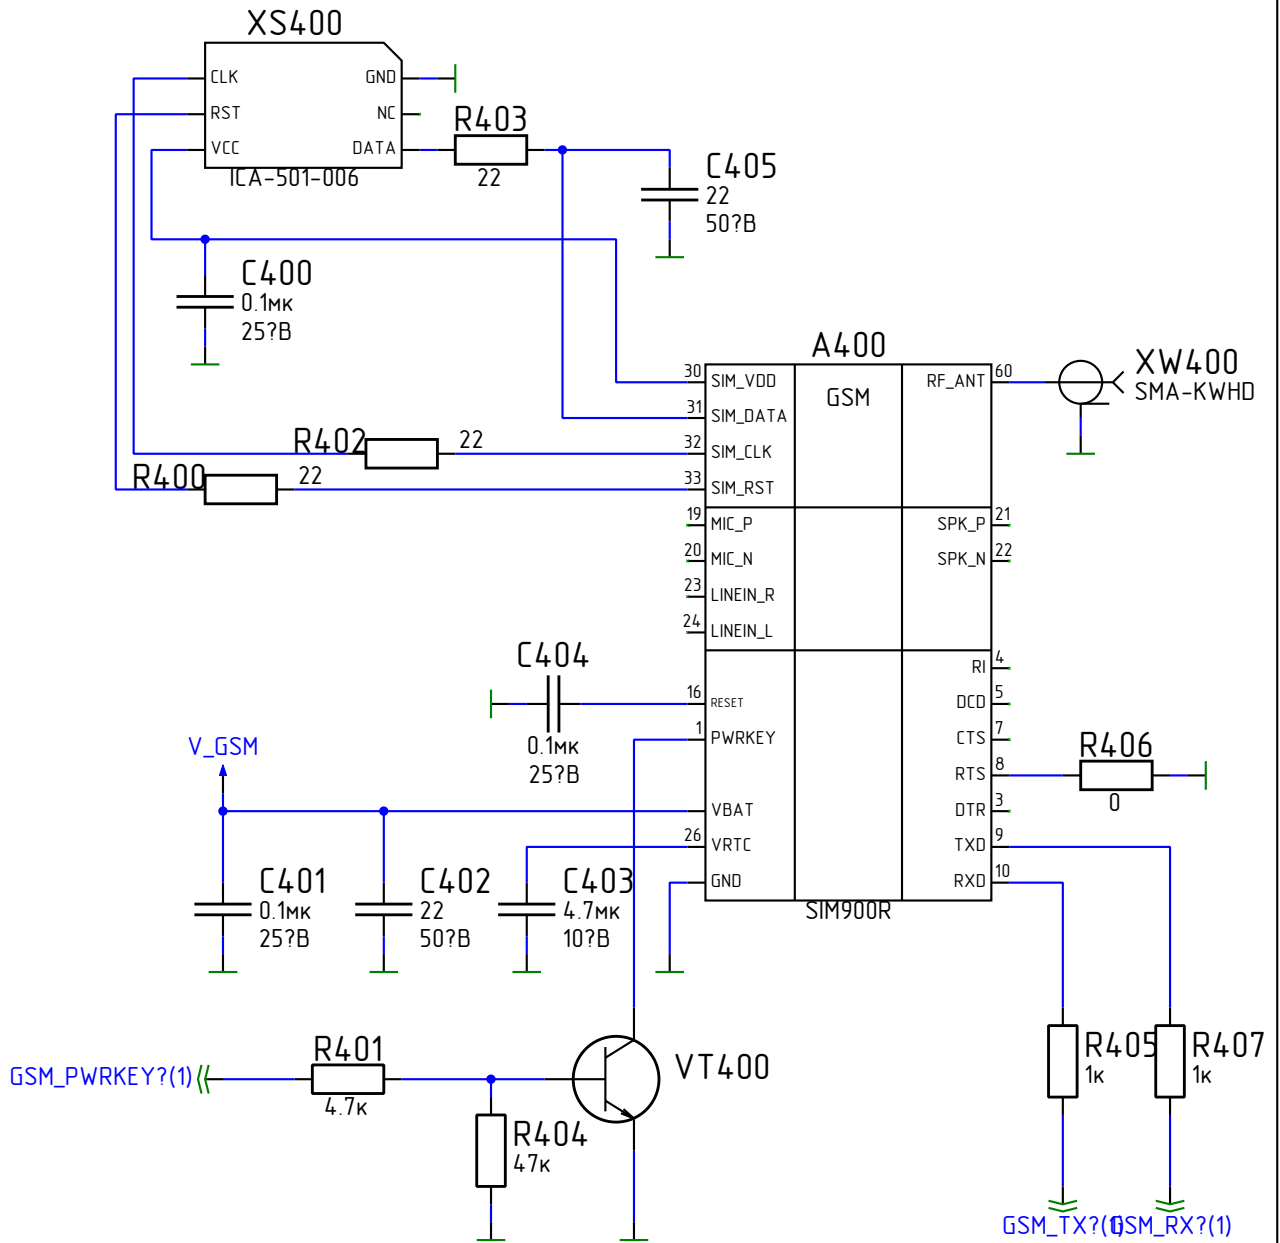 XS400
CLK
GND
RST
NC
VCC
DATA
ICA-501-006
R403
22
C405
22
50?В
C400
0.1мк
25?В
A400
XW400
SMA-KWHD
30
SIM_VDD
GSM
RF_ANT
60
31
SIM_DATA
R402
22
32
SIM_CLK
R400
22
33
SIM_RST
19
MIC_P
SPK_P
21
20
MIC_N
SPK_N
22
23
LINEIN_R
24
LINEIN_L
C404
0.1мк
25?В
RI
4
16
RESET
DCD
5
1
PWRKEY
CTS
7
R406
0
RTS
8
V_GSM
VBAT
DTR
3
26
VRTC
TXD
9
GND
RXD
10
SIM900R
C401
0.1мк
25?В
C402
22
50?В
C403
4.7мк
10?В
R401
4.7к
GSM_PWRKEY?(1)
VT400
R404
47к
R405
1к
R407
1к
GSM_TX?(1)
GSM_RX?(1)